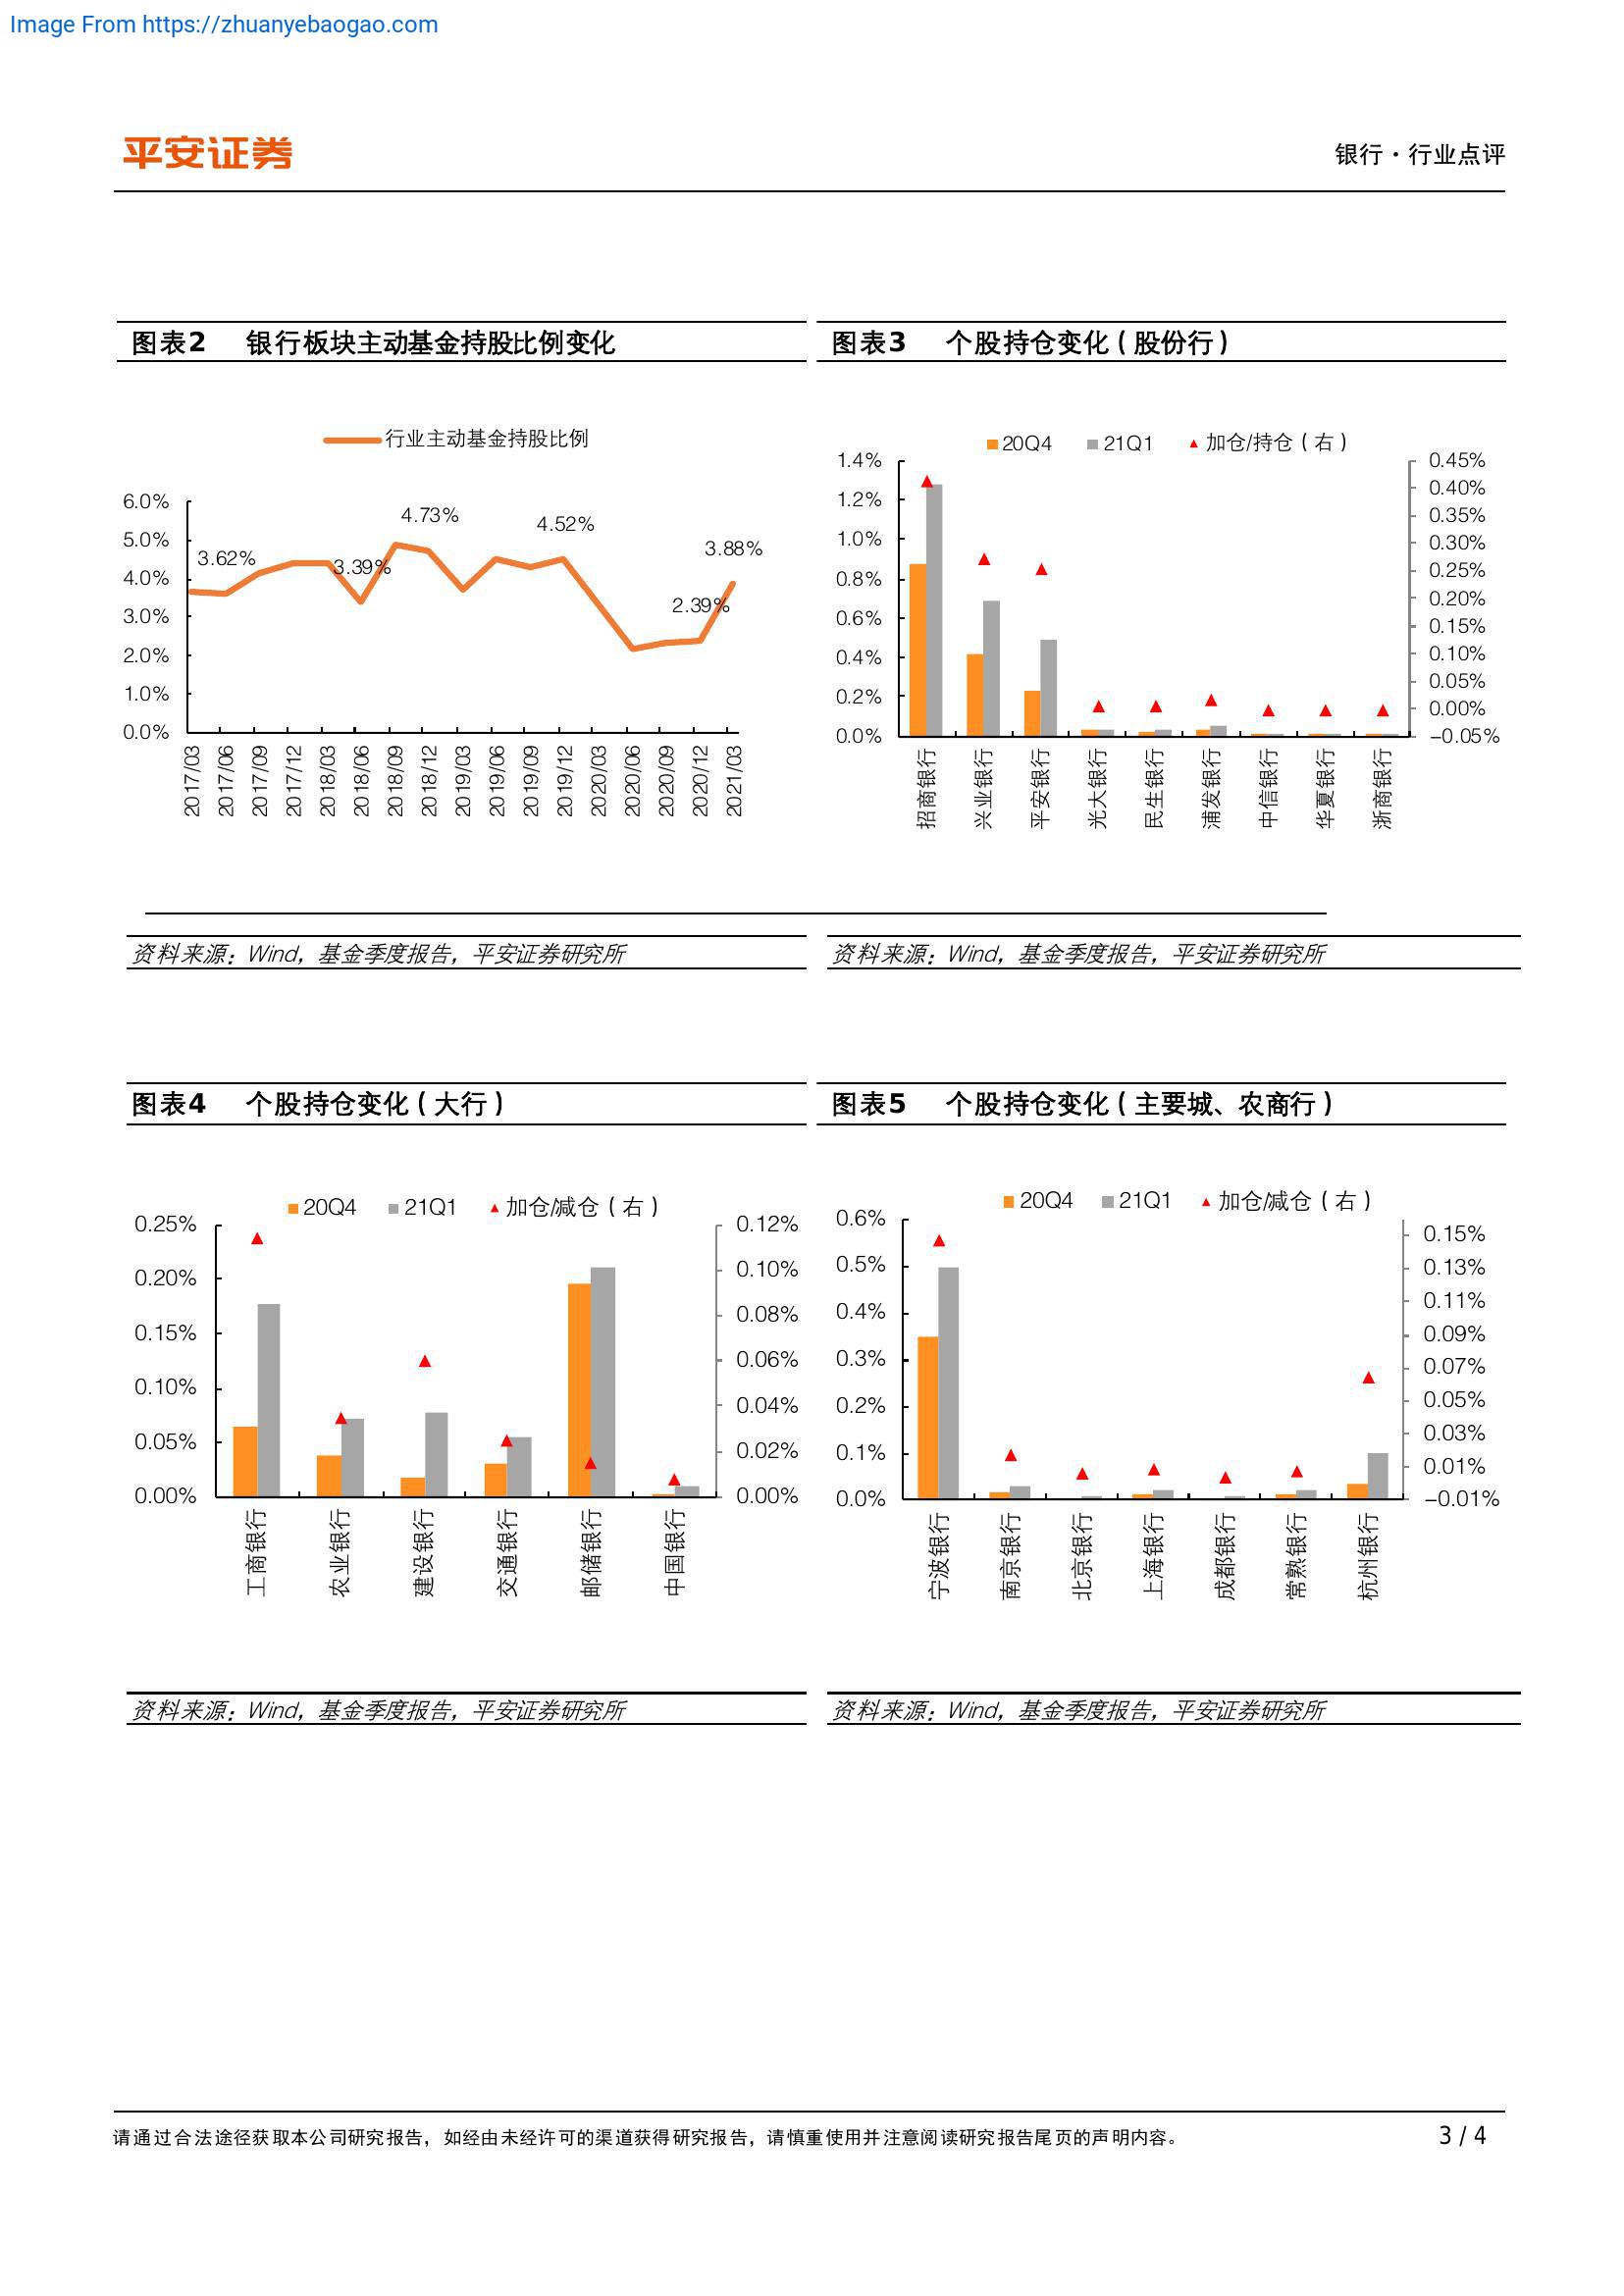 Image From https://zhuanyebaogao.com
平安证券
银行·行业点评
图表2 银行板块主动基金持股比例变化
行业主动基金持股比例
6.0%
5.0%
4.0%
3.0%
2.0%
1.0%
0.0%
3.62%
3.39%
4.73%
4.52%
2.39%
3.88%
2017/03
2017/06
2017/09
2017/12
2018/03
2018/06
2018/09
2018/12
2019/03
2019/06
2019/09
2019/12
2020/03
2020/06
2020/09
2020/12
2021/03
资料来源：Wind，基金季度报告，平安证券研究所
图表3 个股持仓变化（股份行）
20Q4 21Q1 加仓/持仓（右）
1.4%
1.2%
1.0%
0.8%
0.6%
0.4%
0.2%
0.0%
0.45%
0.40%
0.35%
0.30%
0.25%
0.20%
0.15%
0.10%
0.05%
0.00%
-0.05%
招商银行
兴业银行
平安银行
光大银行
民生银行
浦发银行
中信银行
华夏银行
浙商银行
资料来源：Wind，基金季度报告，平安证券研究所
图表4 个股持仓变化（大行）
20Q4 21Q1 加仓/减仓（右）
0.25%
0.20%
0.15%
0.10%
0.05%
0.00%
0.12%
0.10%
0.08%
0.06%
0.04%
0.02%
0.00%
工商银行
农业银行
建设银行
交通银行
邮储银行
中国银行
资料来源：Wind，基金季度报告，平安证券研究所
图表5 个股持仓变化（主要城、农商行）
20Q4 21Q1 加仓/减仓（右）
0.6%
0.5%
0.4%
0.3%
0.2%
0.1%
0.0%
0.15%
0.13%
0.11%
0.09%
0.07%
0.05%
0.03%
0.01%
-0.01%
宁波银行
南京银行
北京银行
上海银行
成都银行
常熟银行
杭州银行
资料来源：Wind，基金季度报告，平安证券研究所
请通过合法途径获取本公司研究报告，如经由未经许可的渠道获得研究报告，请慎重使用并注意阅读研究报告尾页的声明内容。
3 / 4